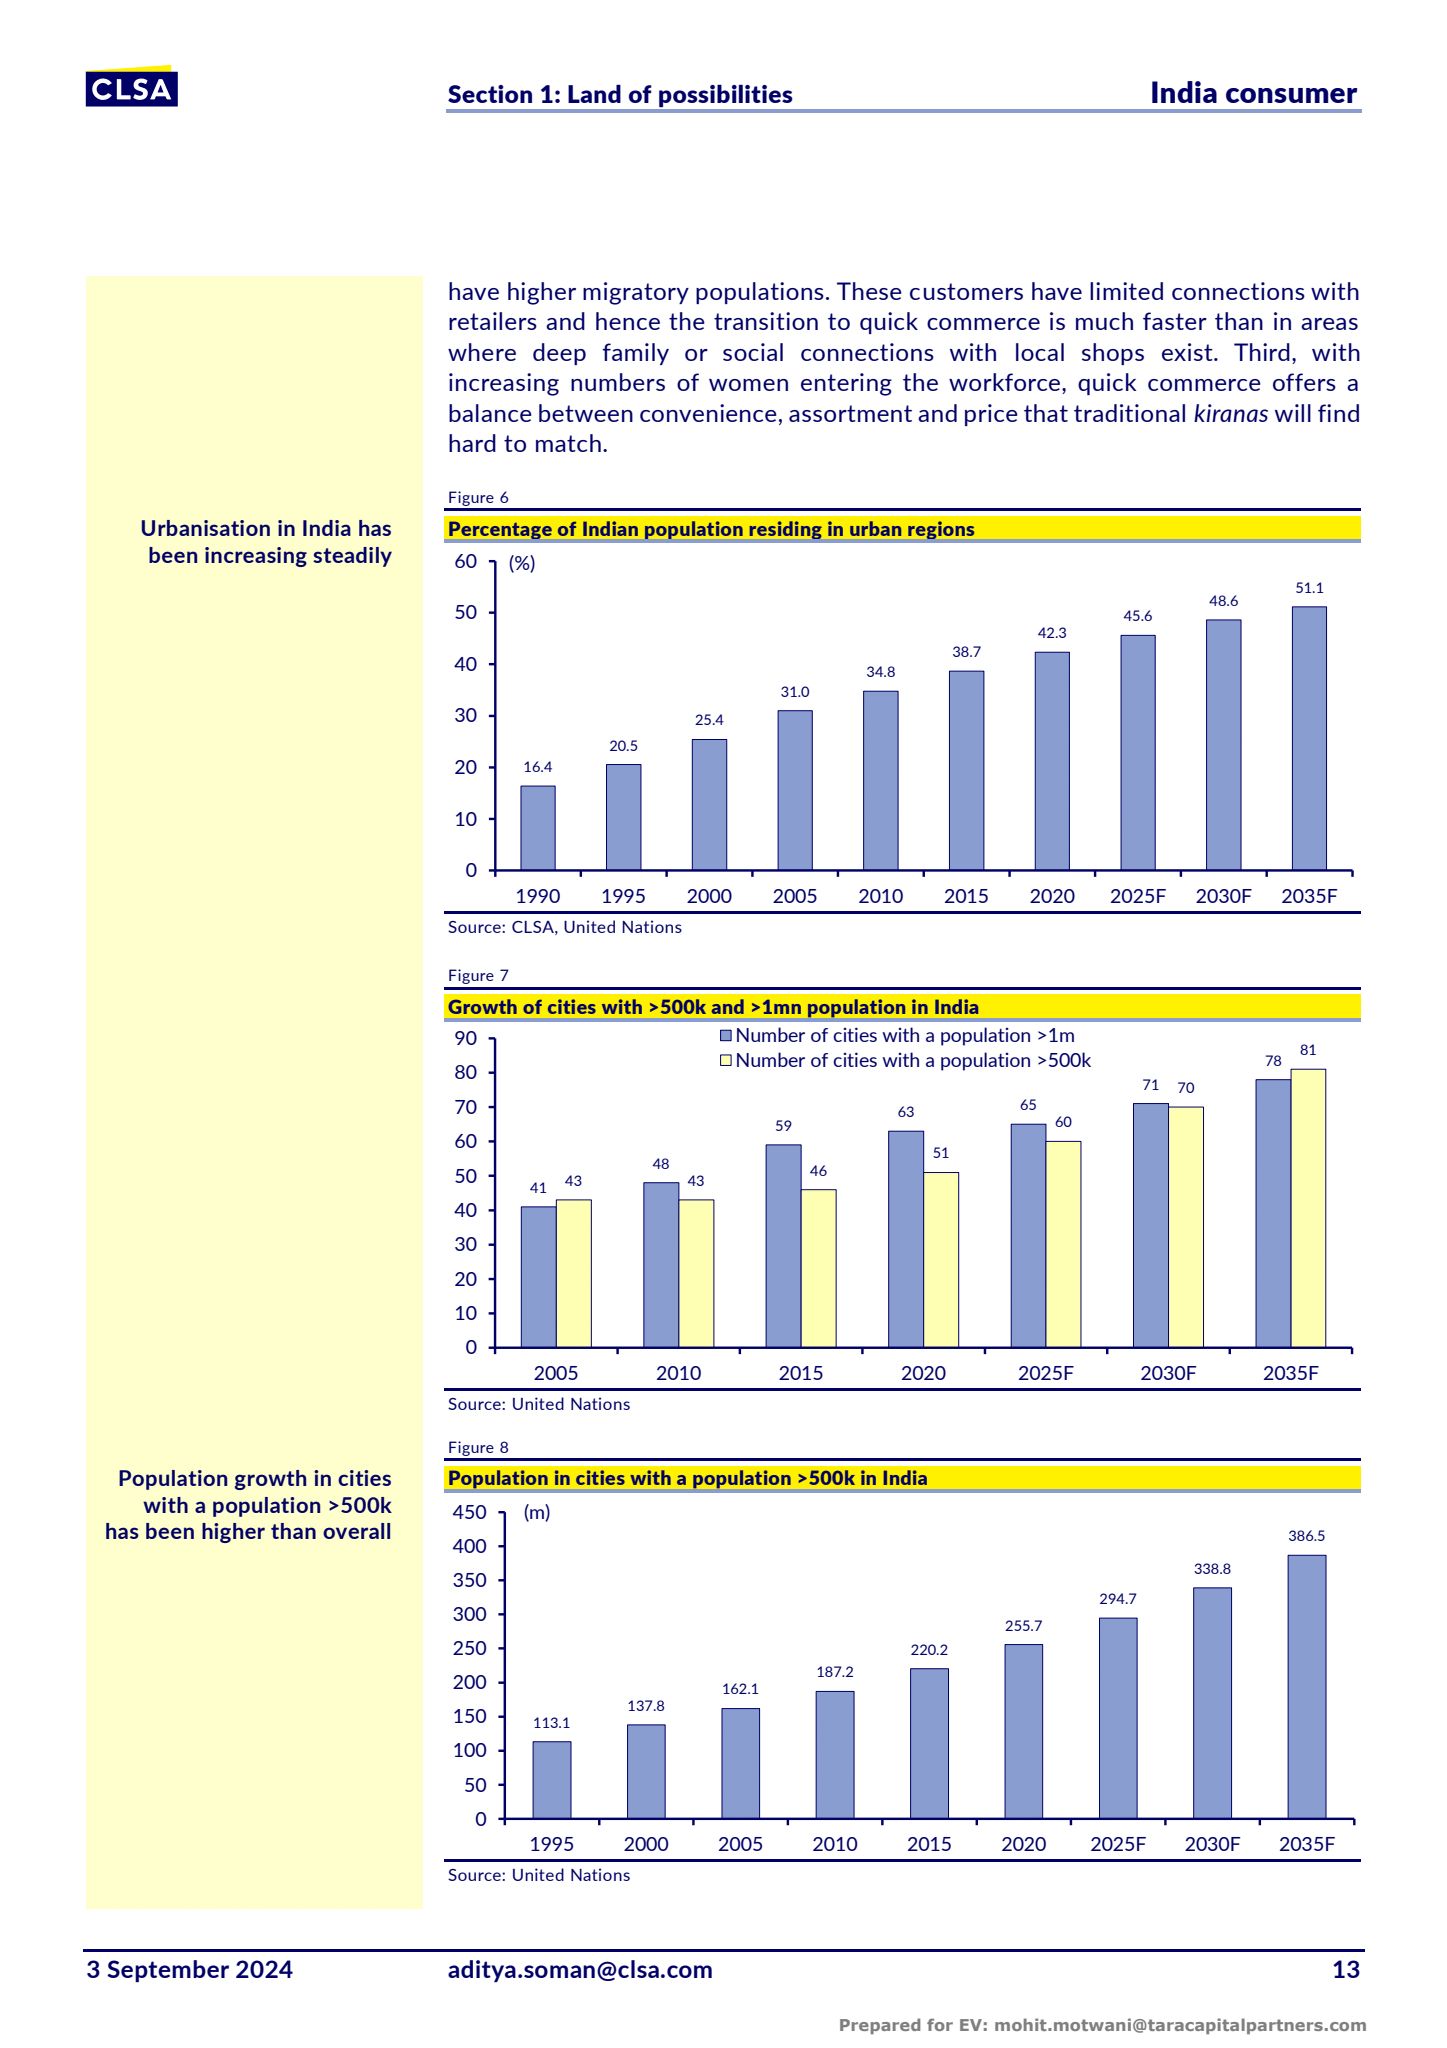 CLSA
Section 1: Land of possibilities
India consumer
have higher migratory populations. These customers have limited connections with
retailers and hence the transition to quick commerce is much faster than in areas
where deep family or social connections with local shops exist. Third, with
increasing numbers of women entering the workforce, quick commerce offers a
balance between convenience, assortment and price that traditional kiranas will find
hard to match.
Urbanisation in India has
been increasing steadily
Figure 6
Percentage of Indian population residing in urban regions
(%)
60
50
40
30
20
10
0
16.4
20.5
25.4
31.0
34.8
38.7
42.3
45.6
48.6
51.1
1990 1995 2000 2005 2010 2015 2020 2025F 2030F 2035F
Source: CLSA, United Nations
Figure 7
Growth of cities with >500k and >1mn population in India
Number of cities with a population >1m
Number of cities with a population >500k
90
80
70
60
50
40
30
20
10
0
41 43
48 43
59 46
63 51
65 60
71 70
78 81
2005 2010 2015 2020 2025F 2030F 2035F
Source: United Nations
Population growth in cities
with a population >500k
has been higher than overall
Figure 8
Population in cities with a population >500k in India
(m)
450
400
350
300
250
200
150
100
50
0
113.1
137.8
162.1
187.2
220.2
255.7
294.7
338.8
386.5
1995 2000 2005 2010 2015 2020 2025F 2030F 2035F
Source: United Nations
3 September 2024
aditya.soman@clsa.com
13
Prepared for EV: mohit.motwani@taracapitalpartners.com